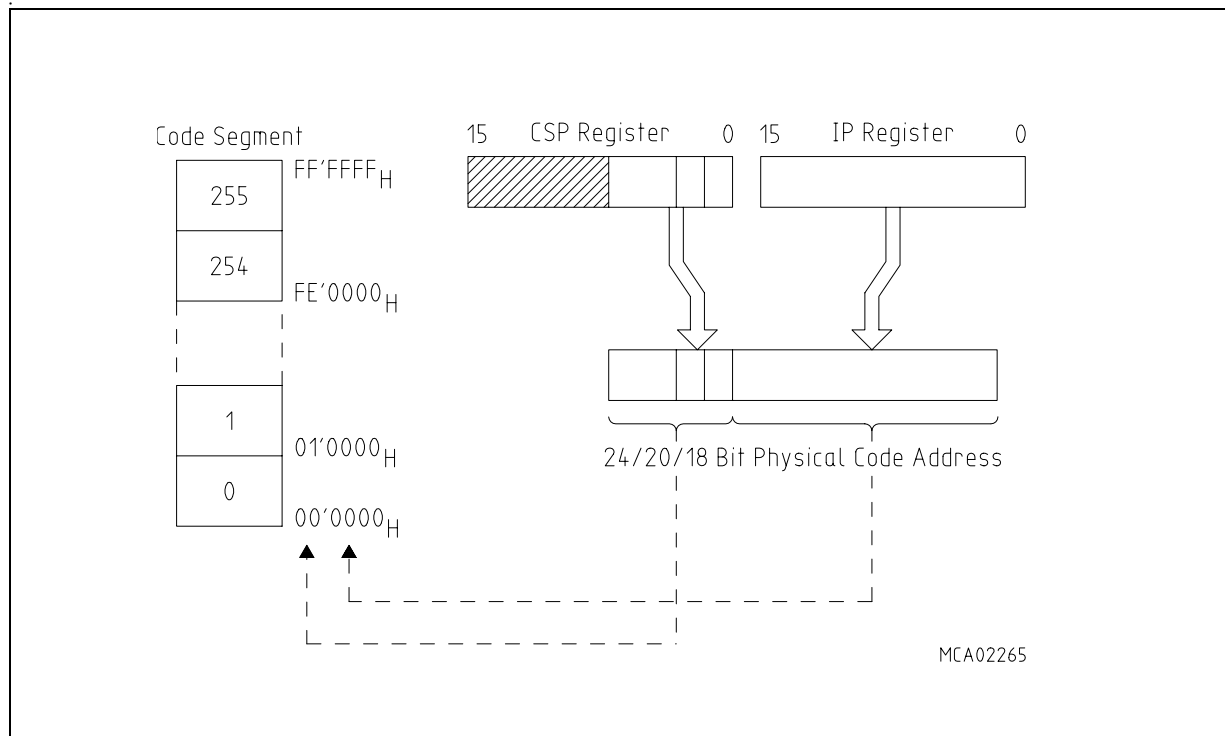 Code Segment
255
254
1
0
FF'FFFFH
FE'0000H
01'0000H
00'0000H
15 CSP Register 0
15 IP Register 0
24/20/18 Bit Physical Code Address
MCA02265